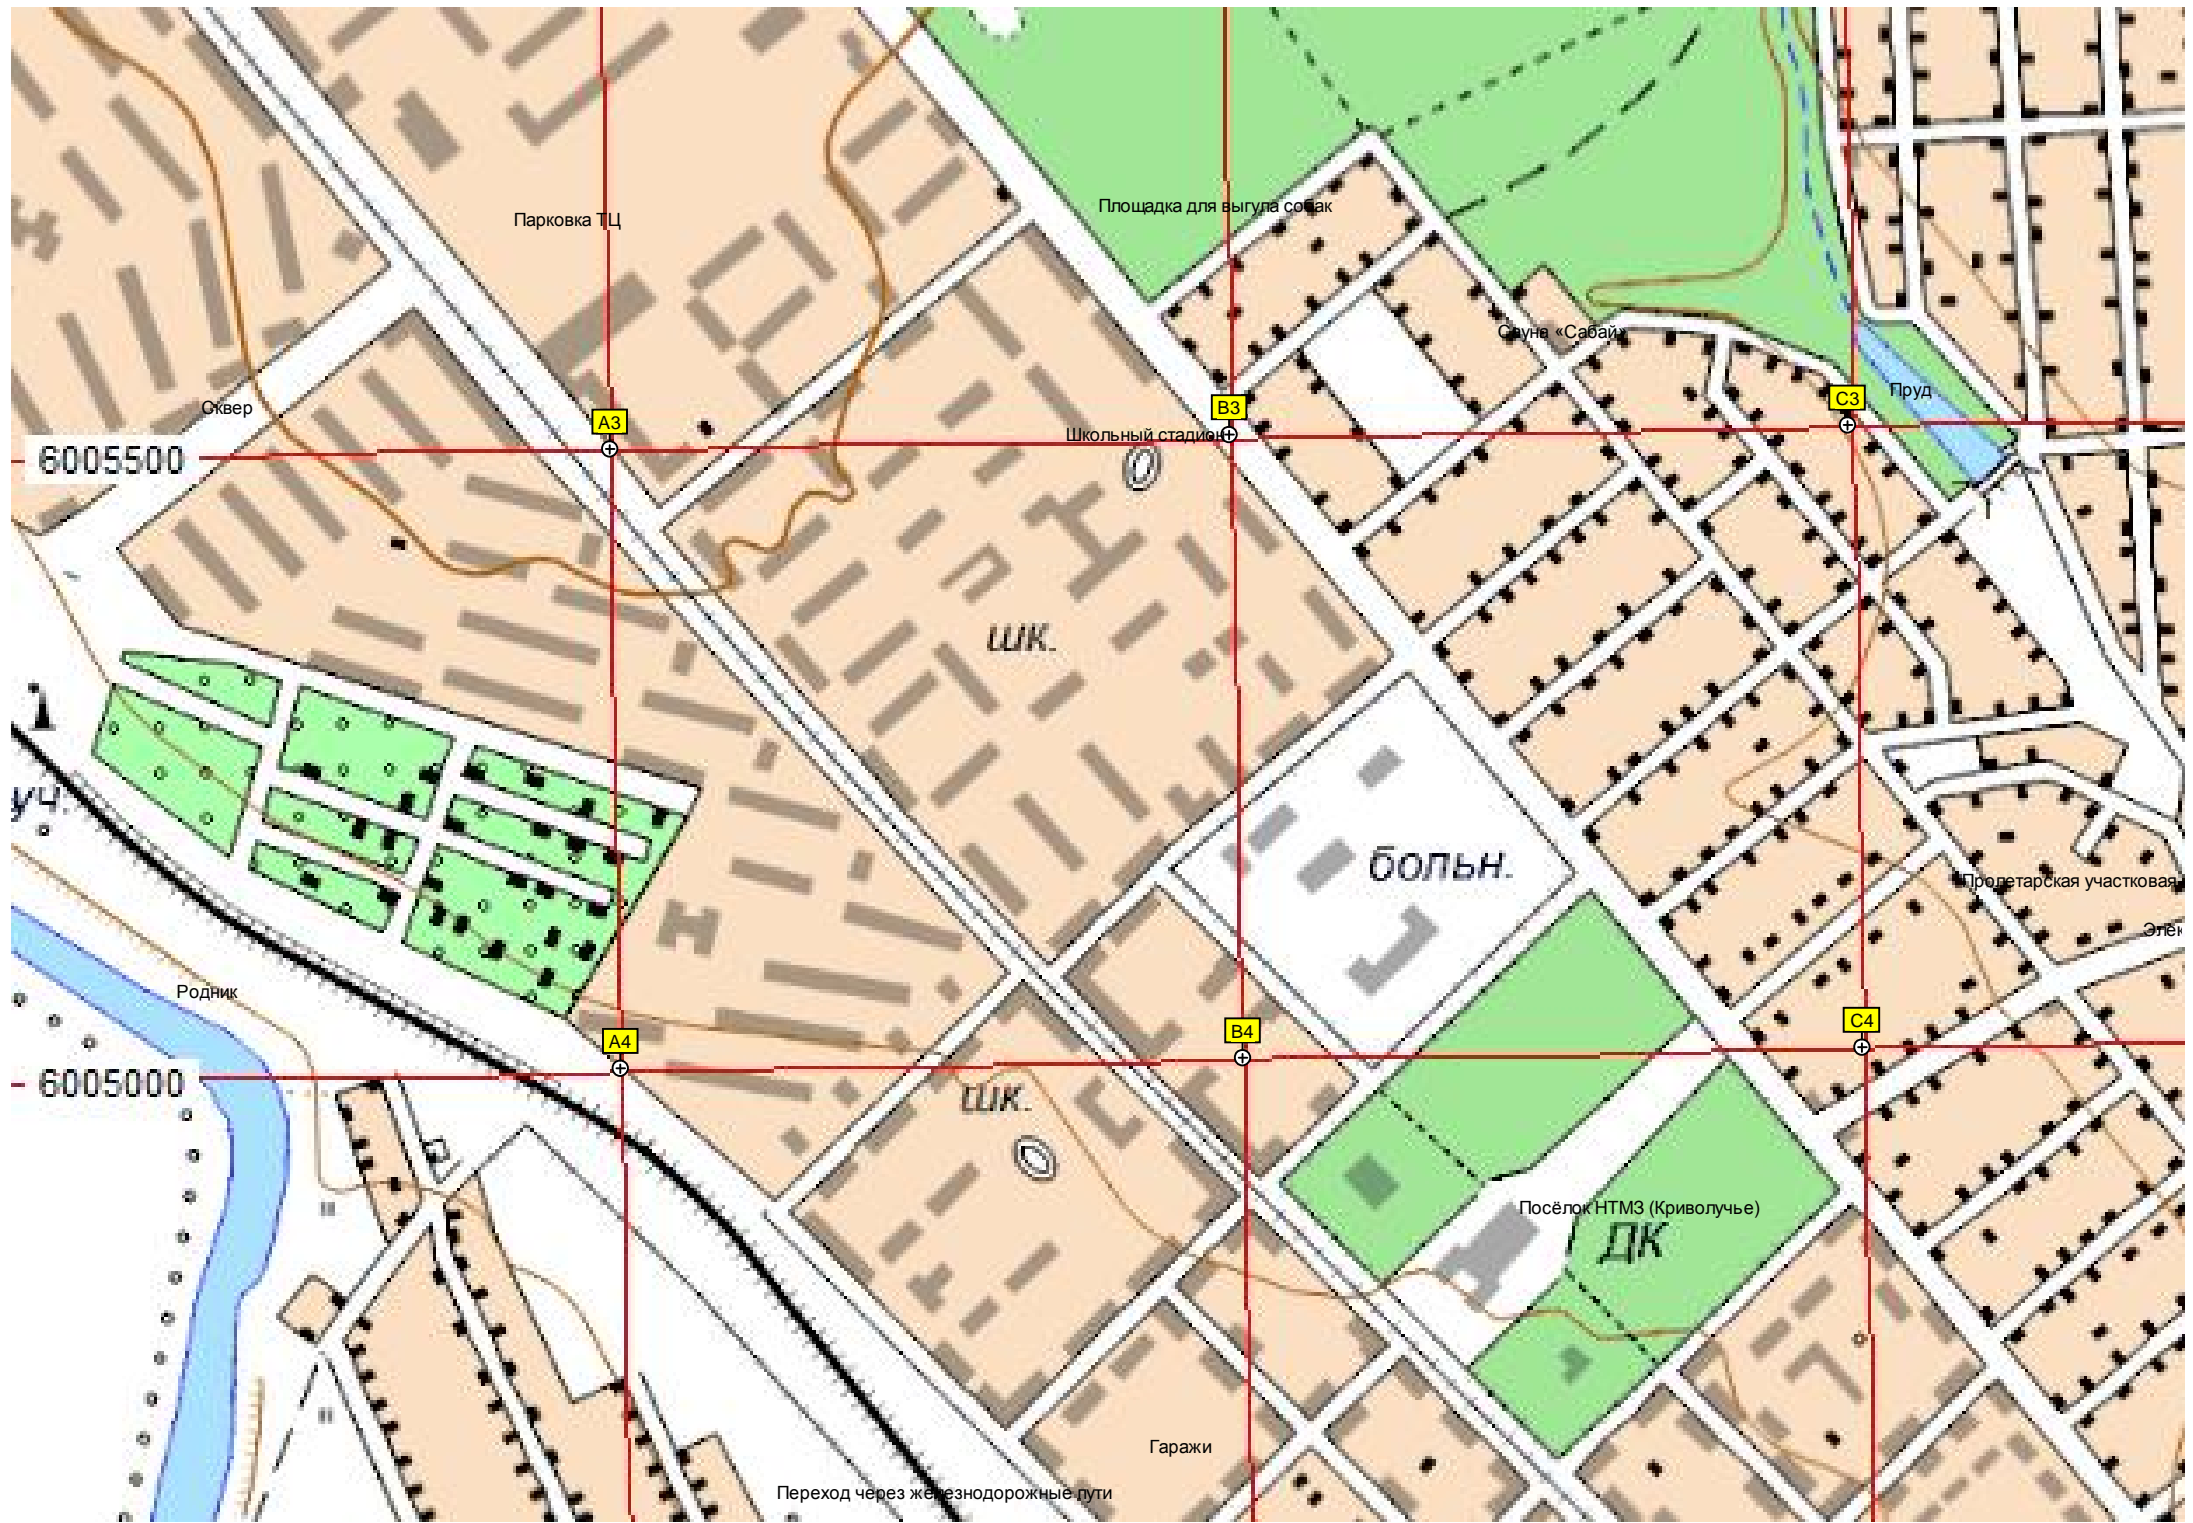 Парковка ТЦ
Площадка для выгула собак
Сауна «Сабай»
Пруд
Сквер
A3
B3
C3
Школьный стадион
6005500
шк.
уч.
больн.
Пролетарская участковая
Элек
Родник
A4
B4
C4
6005000
шк.
Посёлок НТМЗ (Криволучье)
ДК
Гаражи
Переход через железнодорожные пути